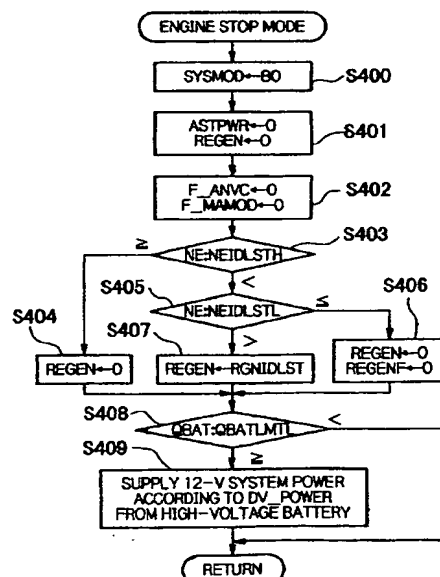 ENGINE STOP MODE
SYSMOD←80
S400
ASTPWR←0
REGEN←0
S401
F_ANVC←0
F_MAMOD←0
S402
S403
≥
NE:NEIDLSTH
<
S405
NE:NEIDLSTL
≤
S406
S404
S407
>
REGEN←0
REGEN←RGNIDLST
REGEN←0
REGENF←0
S408
QBAT:QBATLMTL
<
S409
≥
SUPPLY 12-V SYSTEM POWER
ACCORDING TO DV_POWER
FROM HIGH-VOLTAGE BATTERY
RETURN